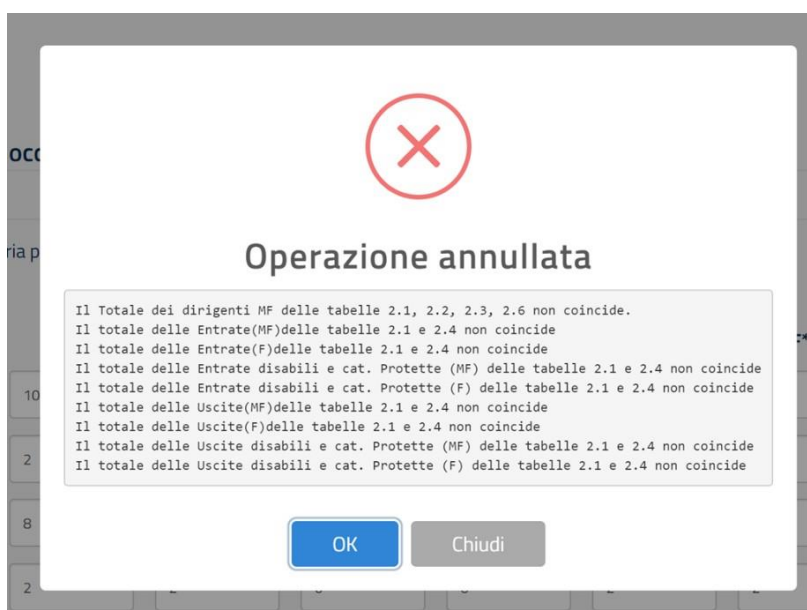 occ
ria p
Operazione annullata
Il Totale dei dirigenti MF delle tabelle 2.1, 2.2, 2.3, 2.6 non coincide.
Il totale delle Entrate(MF)delle tabelle 2.1 e 2.4 non coincide
Il totale delle Entrate(F)delle tabelle 2.1 e 2.4 non coincide
Il totale delle Entrate disabili e cat. Protette (MF) delle tabelle 2.1 e 2.4 non coincide
Il totale delle Entrate disabili e cat. Protette (F) delle tabelle 2.1 e 2.4 non coincide
Il totale delle Uscite(MF)delle tabelle 2.1 e 2.4 non coincide
Il totale delle Uscite(F)delle tabelle 2.1 e 2.4 non coincide
Il totale delle Uscite disabili e cat. Protette (MF) delle tabelle 2.1 e 2.4 non coincide
Il totale delle Uscite disabili e cat. Protette (F) delle tabelle 2.1 e 2.4 non coincide
10
2
8
OK Chiudi
2